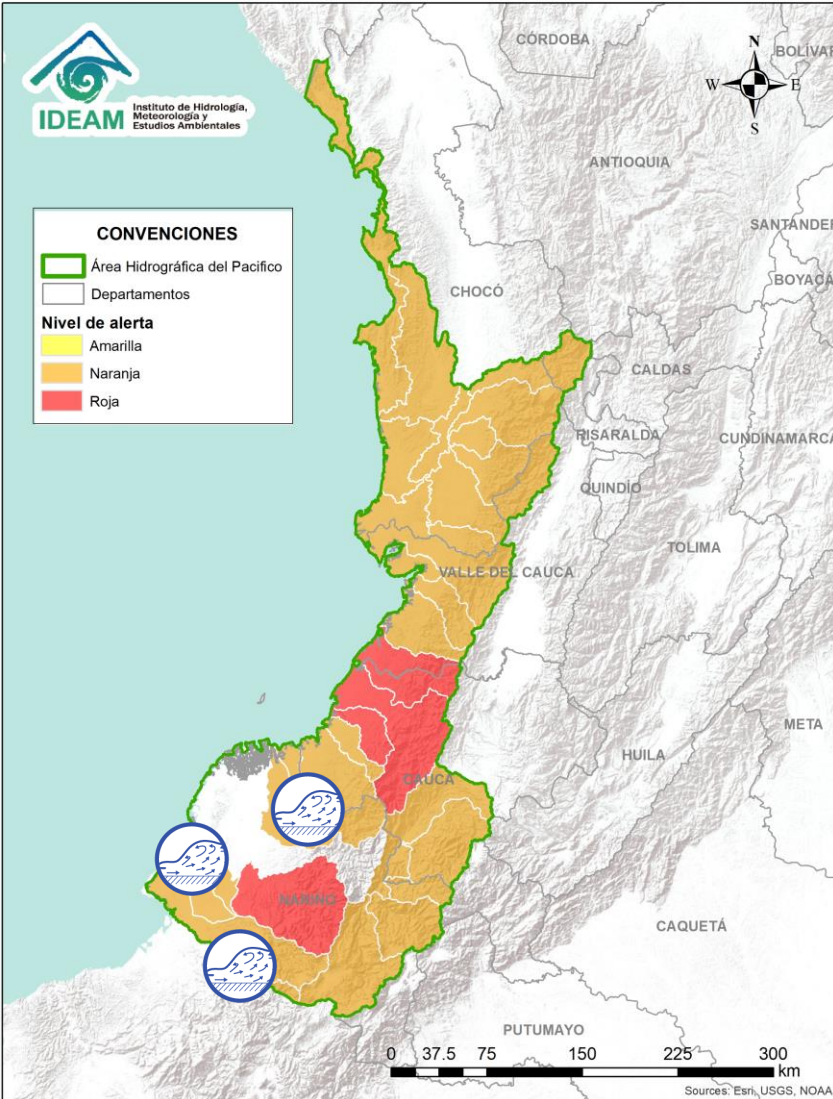 IDEAM
Instituto de Hidrología,
Meteorología y
Estudios Ambientales
CONVENCIONES
Área Hidrográfica del Pacifico
Departamentos
Nivel de alerta
Amarilla
Naranja
Roja
N
W
E
S
CÓRDOBA
BOLÍVAR
ANTIOQUIA
SANTANDER
BOYACÁ
CHOCÓ
CALDAS
RISARALDA
CUNDINAMARCA
QUINDÍO
TOLIMA
VALLE DEL CAUCA
META
HUILA
CAUCA
NARIÑO
CAQUETÁ
PUTUMAYO
0 37.5 75 150 225 300
km
Sources: Esri, USGS, NOAA